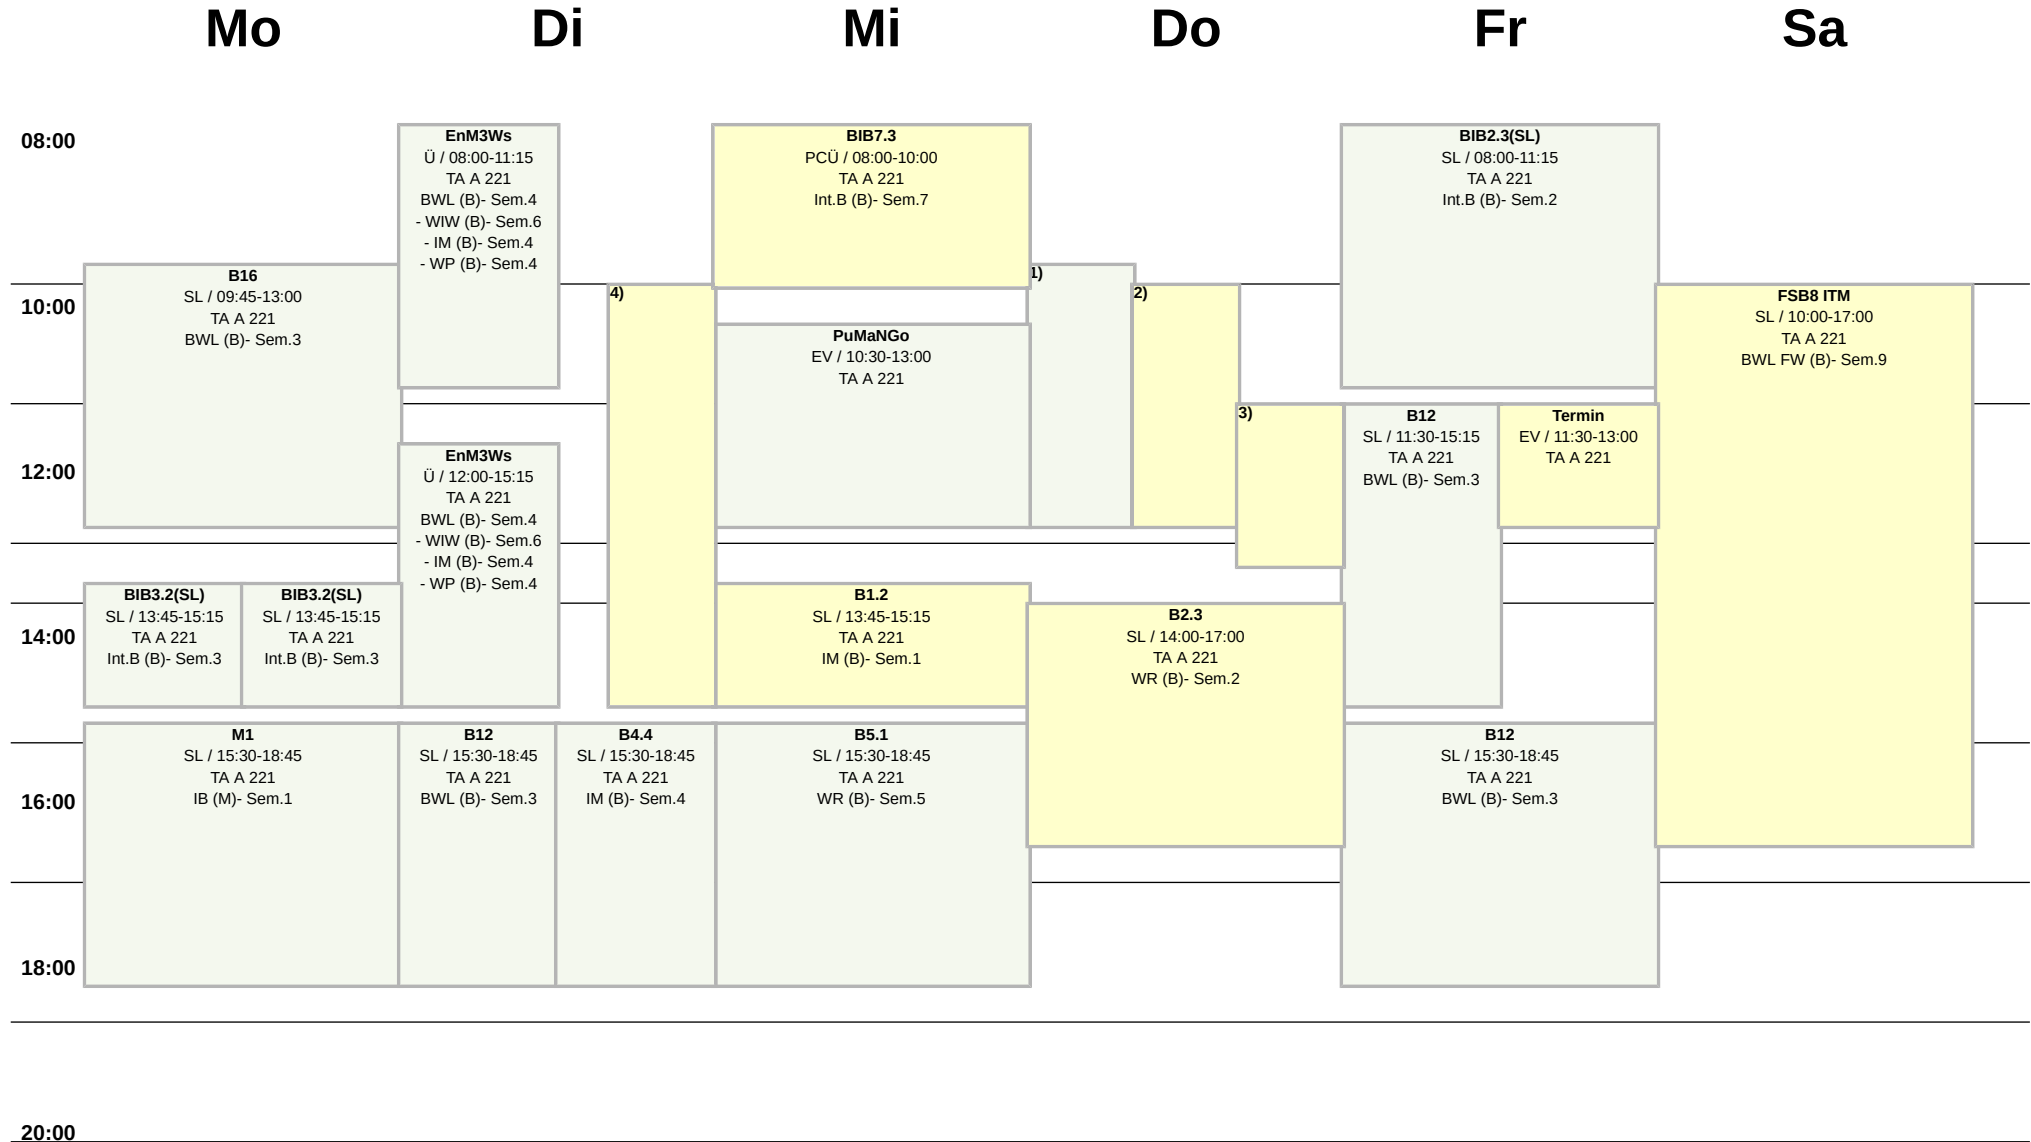 Mo Di Mi Do Fr Sa
08:00
10:00
12:00
14:00
16:00
18:00
20:00
B16
SL / 09:45-13:00
TA A 221
BWL (B)- Sem.3
BIB3.2(SL)
SL / 13:45-15:15
TA A 221
Int.B (B)- Sem.3
BIB3.2(SL)
SL / 13:45-15:15
TA A 221
Int.B (B)- Sem.3
M1
SL / 15:30-18:45
TA A 221
IB (M)- Sem.1
EnM3Ws
Ü / 08:00-11:15
TA A 221
BWL (B)- Sem.4
- WIW (B)- Sem.6
- IM (B)- Sem.4
- WP (B)- Sem.4
4)
EnM3Ws
Ü / 12:00-15:15
TA A 221
BWL (B)- Sem.4
- WIW (B)- Sem.6
- IM (B)- Sem.4
- WP (B)- Sem.4
B12
SL / 15:30-18:45
TA A 221
BWL (B)- Sem.3
B4.4
SL / 15:30-18:45
TA A 221
IM (B)- Sem.4
BIB7.3
PCÜ / 08:00-10:00
TA A 221
Int.B (B)- Sem.7
PuMaNGo
EV / 10:30-13:00
TA A 221
B1.2
SL / 13:45-15:15
TA A 221
IM (B)- Sem.1
B5.1
SL / 15:30-18:45
TA A 221
WR (B)- Sem.5
1)
2)
3)
B2.3
SL / 14:00-17:00
TA A 221
WR (B)- Sem.2
BIB2.3(SL)
SL / 08:00-11:15
TA A 221
Int.B (B)- Sem.2
B12
SL / 11:30-15:15
TA A 221
BWL (B)- Sem.3
Termin
EV / 11:30-13:00
TA A 221
B12
SL / 15:30-18:45
TA A 221
BWL (B)- Sem.3
FSB8 ITM
SL / 10:00-17:00
TA A 221
BWL FW (B)- Sem.9